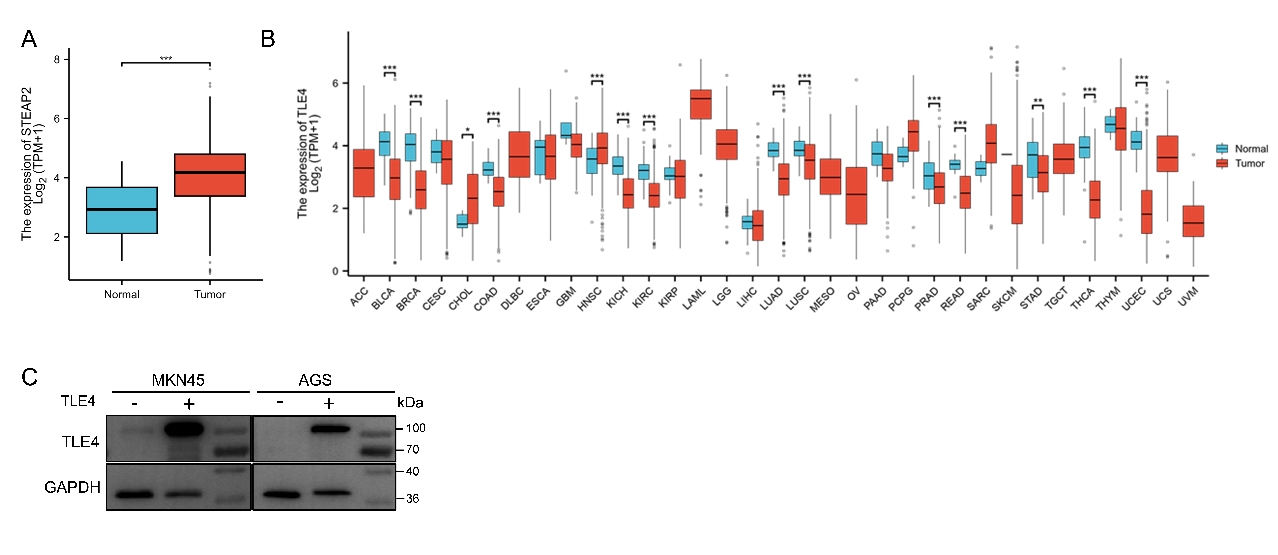 A
The expression of STEAP2
Log2 (TPM+1)
8
6
4
2
***
Normal
Tumor
B
The expression of TLE4
Log2 (TPM+1)
6
4
2
0
***
***
*
***
***
***
***
***
***
***
***
**
***
***
ACC
BLCA
BRCA
CESC
CHOL
COAD
DLBC
ESCA
GBM
HNSC
KICH
KIRC
KIRP
LAML
LGG
LIHC
LUAD
LUSC
MESO
OV
PAAD
PCPG
PRAD
READ
SARC
SKCM
STAD
TGCT
THCA
THYM
UCEC
UCS
UVM
Normal
Tumor
C
MKN45 AGS
TLE4 - + - + kDa
TLE4
100
70
GAPDH
40
36